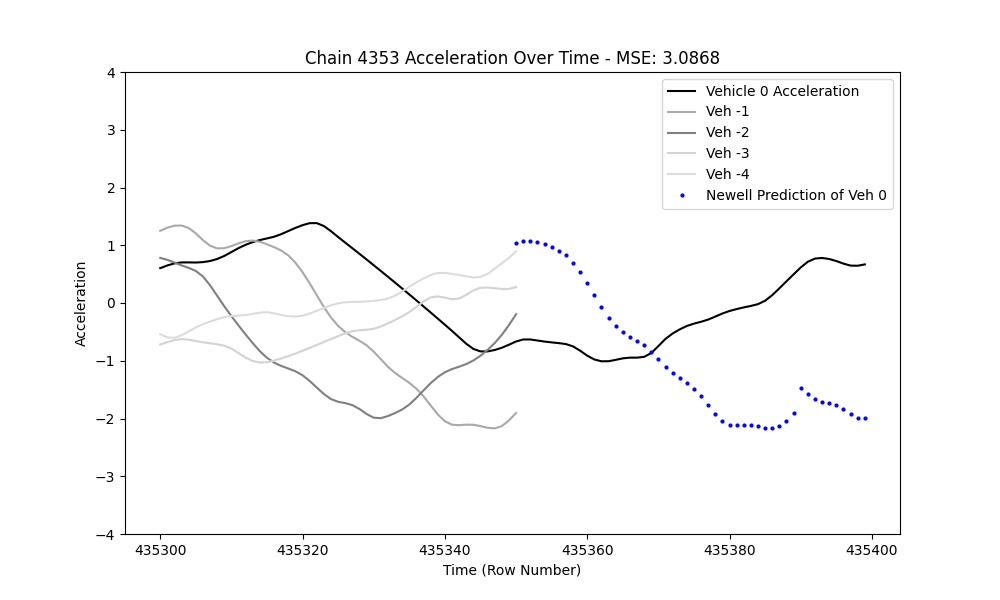 Chain 4353 Acceleration Over Time - MSE: 3.0868
Acceleration
4
3
2
1
0
−1
−2
−3
−4
Vehicle 0 Acceleration
Veh -1
Veh -2
Veh -3
Veh -4
Newell Prediction of Veh 0
435300
435320
435340
435360
435380
435400
Time (Row Number)